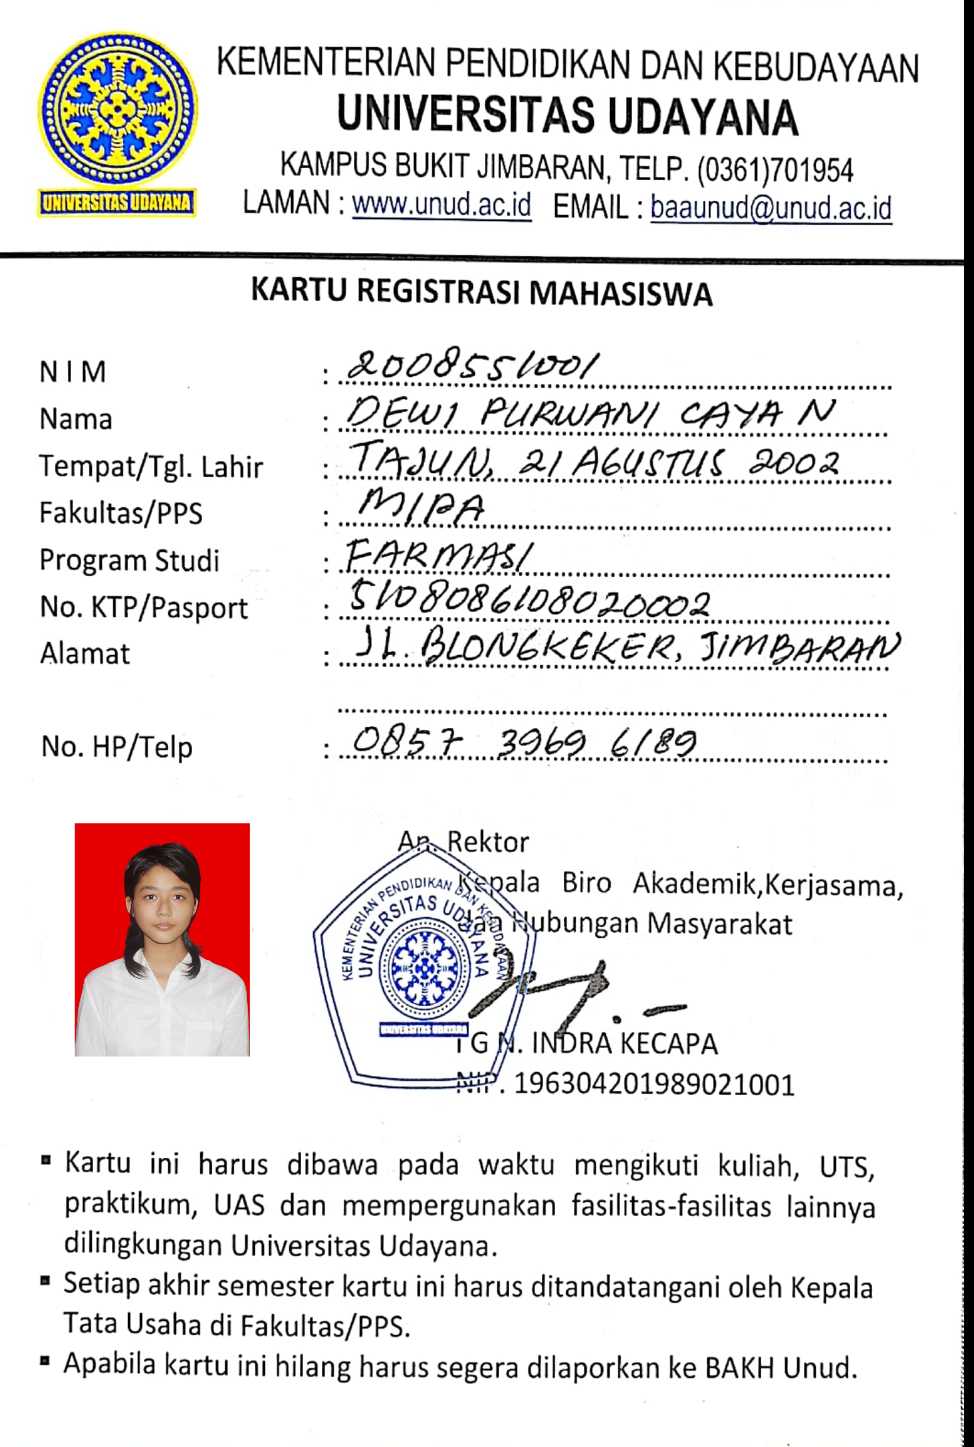 KEMENTERIAN PENDIDIKAN DAN KEBUDAYAAN
UNIVERSITAS UDAYANA
KAMPUS BUKIT JIMBARAN, TELP. (0361)701954
LAMAN : www.unud.ac.id EMAIL : baaunud@unud.ac.id
UNIVERSITAS UDAYANA
KARTU REGISTRASI MAHASISWA
N I M : 2008551001
Nama : DEWI PURWANI CAYA N
Tempat/Tgl. Lahir : TAJUN, 21 AGUSTUS 2002
Fakultas/PPS : MIPA
Program Studi : FARMASI
No. KTP/Pasport : 5108086108020002
Alamat : JL. BLONGKEKER, JIMBARAN
No. HP/Telp : 0857 3969 6189
An. Rektor
Kepala Biro Akademik,Kerjasama,
dan Hubungan Masyarakat
KEMENTERIAN PENDIDIKAN DAN KEBUDAYAAN
UNIVERSITAS UDAYANA
UNIVERSITAS UDAYANA
I G N. INDRA KECAPA
NIP. 196304201989021001
▪ Kartu ini harus dibawa pada waktu mengikuti kuliah, UTS,
praktikum, UAS dan mempergunakan fasilitas-fasilitas lainnya
dilingkungan Universitas Udayana.
▪ Setiap akhir semester kartu ini harus ditandatangani oleh Kepala
Tata Usaha di Fakultas/PPS.
▪ Apabila kartu ini hilang harus segera dilaporkan ke BAKH Unud.